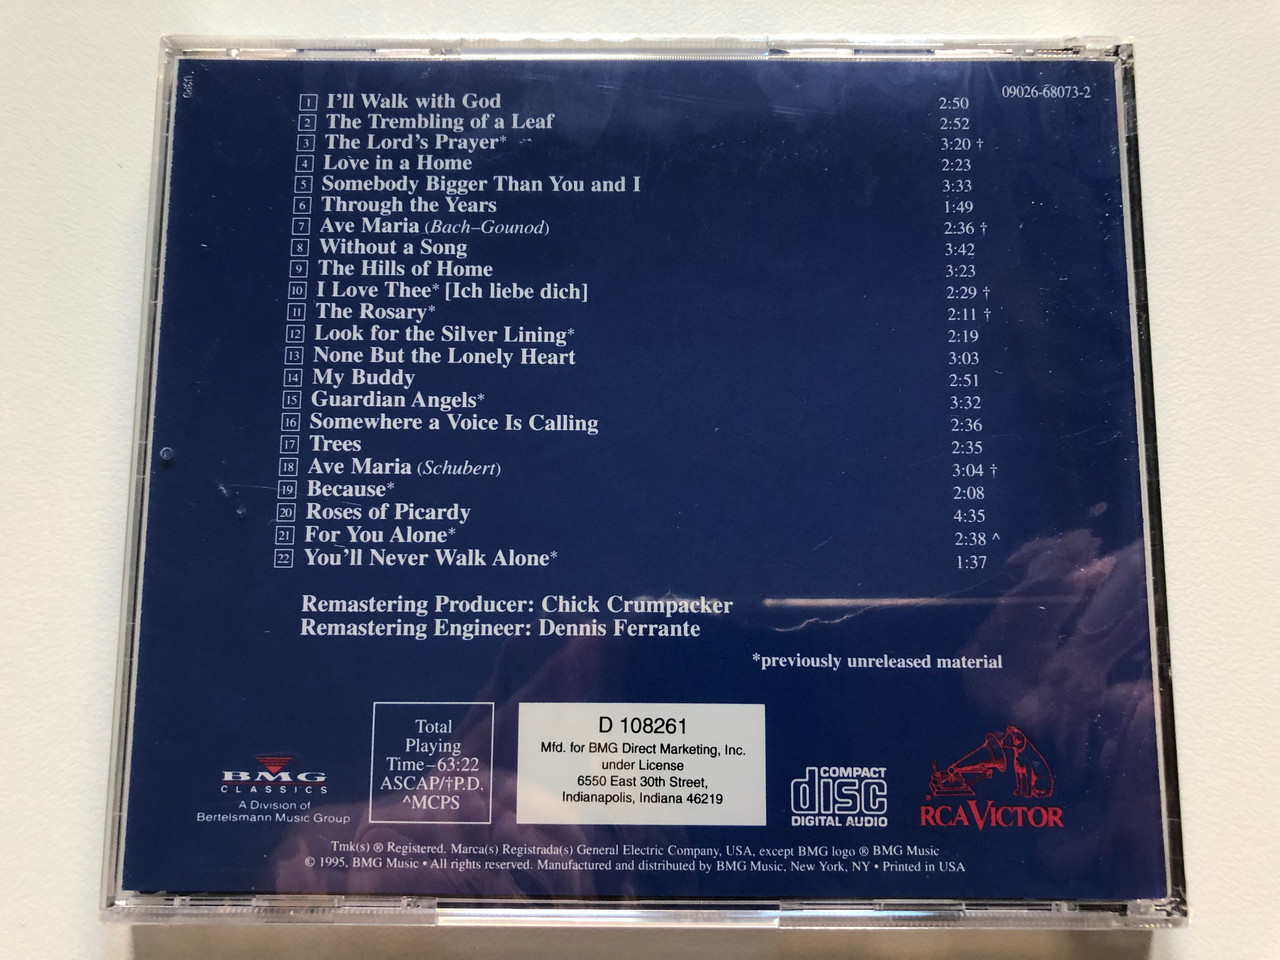 09026-68073-2
1 I'll Walk with God 2:50
2 The Trembling of a Leaf 2:52
3 The Lord's Prayer* 3:20 †
4 Love in a Home 2:23
5 Somebody Bigger Than You and I 3:33
6 Through the Years 1:49
7 Ave Maria (Bach–Gounod) 2:36 †
8 Without a Song 3:42
9 The Hills of Home 3:23
10 I Love Thee* [Ich liebe dich] 2:29 †
11 The Rosary* 2:11 †
12 Look for the Silver Lining* 2:19
13 None But the Lonely Heart 3:03
14 My Buddy 2:51
15 Guardian Angels* 3:32
16 Somewhere a Voice Is Calling 2:36
17 Trees 2:35
18 Ave Maria (Schubert) 3:04 †
19 Because* 2:08
20 Roses of Picardy 4:35
21 For You Alone* 2:38 ^
22 You'll Never Walk Alone* 1:37
Remastering Producer: Chick Crumpacker
Remastering Engineer: Dennis Ferrante
*previously unreleased material
BMG
CLASSICS
A Division of
Bertelsmann Music Group
Total
Playing
Time–63:22
ASCAP/†P.D.
^MCPS
D 108261
Mfd. for BMG Direct Marketing, Inc.
under License
6550 East 30th Street,
Indianapolis, Indiana 46219
COMPACT
disc
DIGITAL AUDIO
RCA VICTOR
Tmk(s) ® Registered. Marca(s) Registrada(s) General Electric Company, USA, except BMG logo ® BMG Music
© 1995, BMG Music • All rights reserved. Manufactured and distributed by BMG Music, New York, NY • Printed in USA